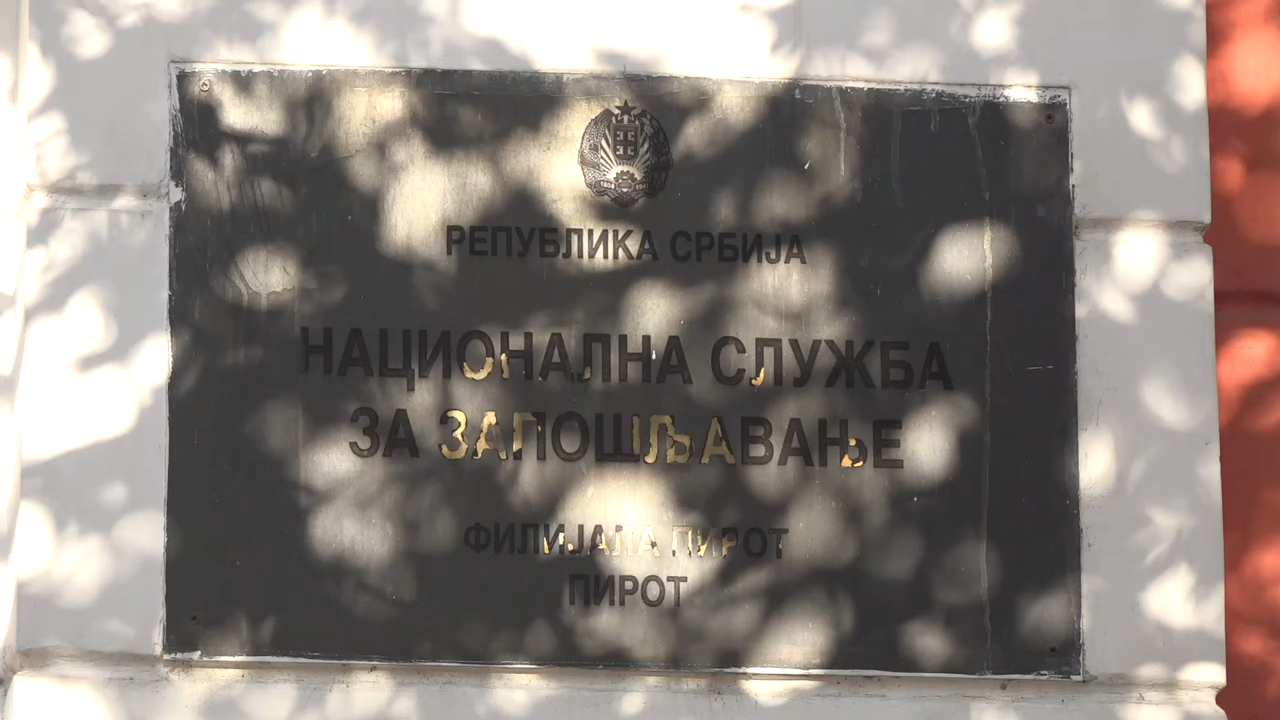 РЕПУБЛИКА СРБИЈА
НАЦИОНАЛНА СЛУЖБА
ЗА ЗАПОШЉАВАЊЕ
ФИЛИЈАЛА ПИРОТ
ПИРОТ